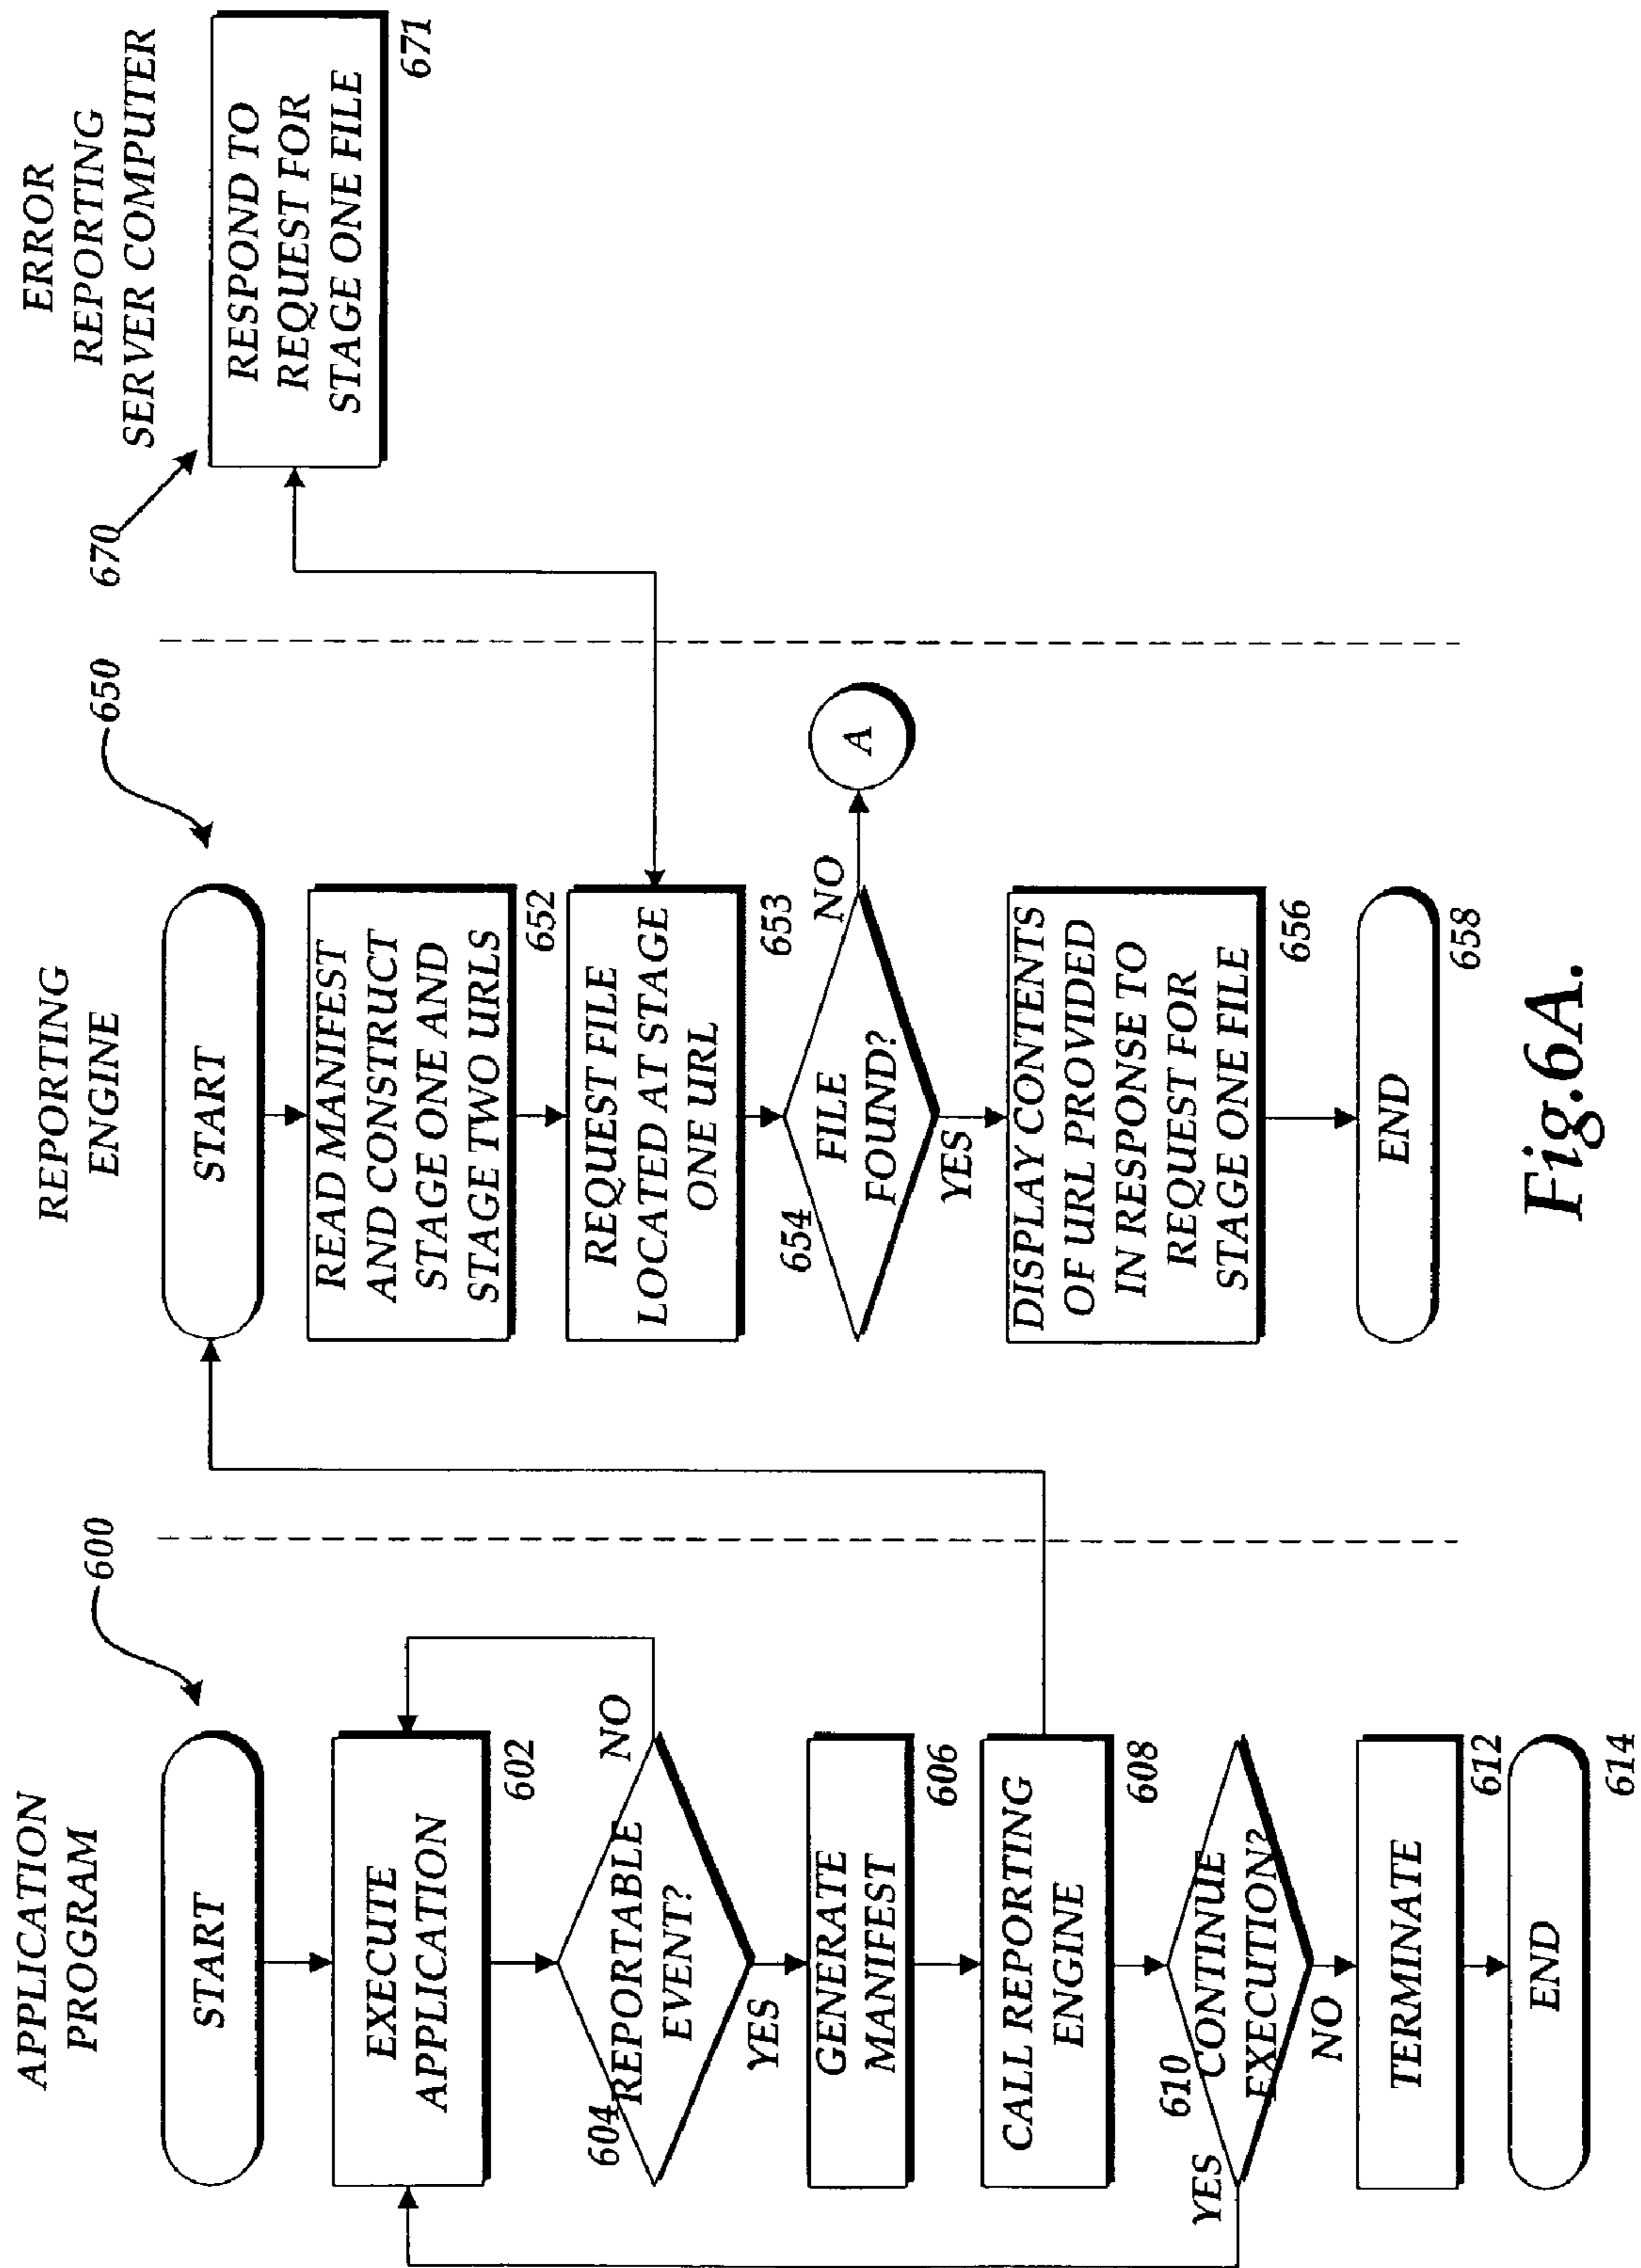 APPLICATION
PROGRAM
600
START
EXECUTE
APPLICATION
602
604
REPORTABLE
EVENT?
NO
YES
GENERATE
MANIFEST
606
CALL REPORTING
ENGINE
608
610
CONTINUE
EXECUTION?
YES
NO
TERMINATE
612
END
614
REPORTING
ENGINE
650
START
READ MANIFEST
AND CONSTRUCT
STAGE ONE AND
STAGE TWO URLS
652
REQUEST FILE
LOCATED AT STAGE
ONE URL
653
654
FILE
FOUND?
NO
A
YES
DISPLAY CONTENTS
OF URL PROVIDED
IN RESPONSE TO
REQUEST FOR
STAGE ONE FILE
656
END
658
ERROR
REPORTING
SERVER COMPUTER
670
RESPOND TO
REQUEST FOR
STAGE ONE FILE
671
Fig.6A.